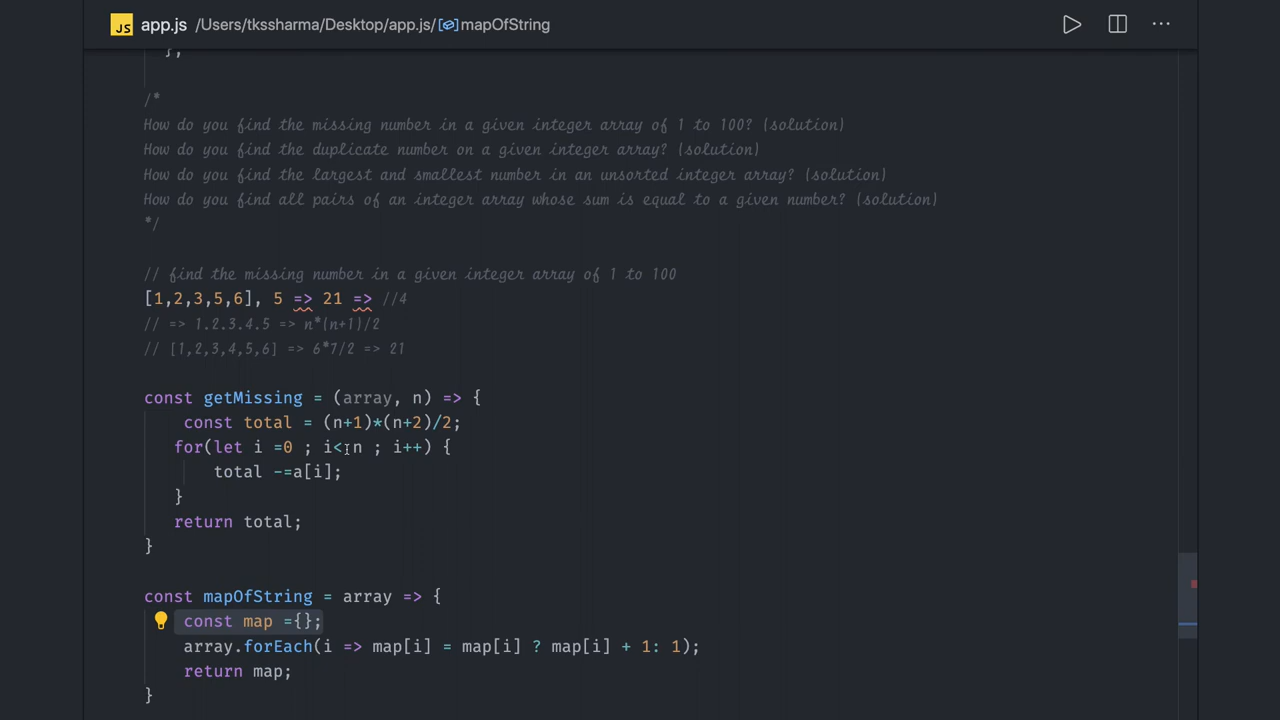 JS app.js /Users/tkssharma/Desktop/app.js/mapOfString
},
/*
How do you find the missing number in a given integer array of 1 to 100? (solution)
How do you find the duplicate number on a given integer array? (solution)
How do you find the largest and smallest number in an unsorted integer array? (solution)
How do you find all pairs of an integer array whose sum is equal to a given number? (solution)
*/
// find the missing number in a given integer array of 1 to 100
[1,2,3,5,6], 5 => 21 => //4
// => 1.2.3.4.5 => n*(n+1)/2
// [1,2,3,4,5,6] => 6*7/2 => 21
const getMissing = (array, n) => {
const total = (n+1)*(n+2)/2;
for(let i =0 ; i< n ; i++) {
total -=a[i];
}
return total;
}
const mapOfString = array => {
const map ={};
array.forEach(i => map[i] = map[i] ? map[i] + 1: 1);
return map;
}